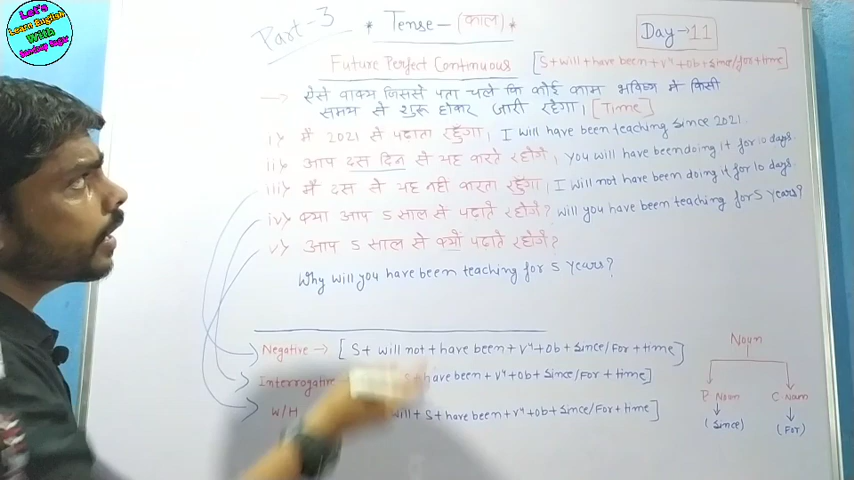 Let's
Learn English
With
Sandeep Sagar
Part-3 * Tense - (काल) *
Day → 11
Future Perfect Continuous [S+will+have been+v⁴+ob+since/for+time]
→ ऐसे वाक्य जिससे पता चले कि कोई काम भविष्य में किसी
समय से शुरू होकर जारी रहेगा। [Time]
i) मैं 2021 से पढ़ाता रहूँगा। I will have been teaching since 2021.
ii) आप दस दिन से यह करते रहोगे, you will have been doing it for 10 days.
iii) मैं दस से यह नहीं करता रहूँगा, I will not have been doing it for 10 days.
iv) क्या आप 5 साल से पढ़ाते रहोगे? will you have been teaching for 5 years?
v) आप 5 साल से क्यों पढ़ाते रहोगे?
Why will you have been teaching for 5 years?
Negative → [S+ will not + have been + v⁴+ob + since/for + time]
Interrogative S+have been + v⁴+ob + since/for + time]
W/H will + S + have been + v⁴+ob + since/for + time]
Noun
P Noun C Noun
(since) (for)